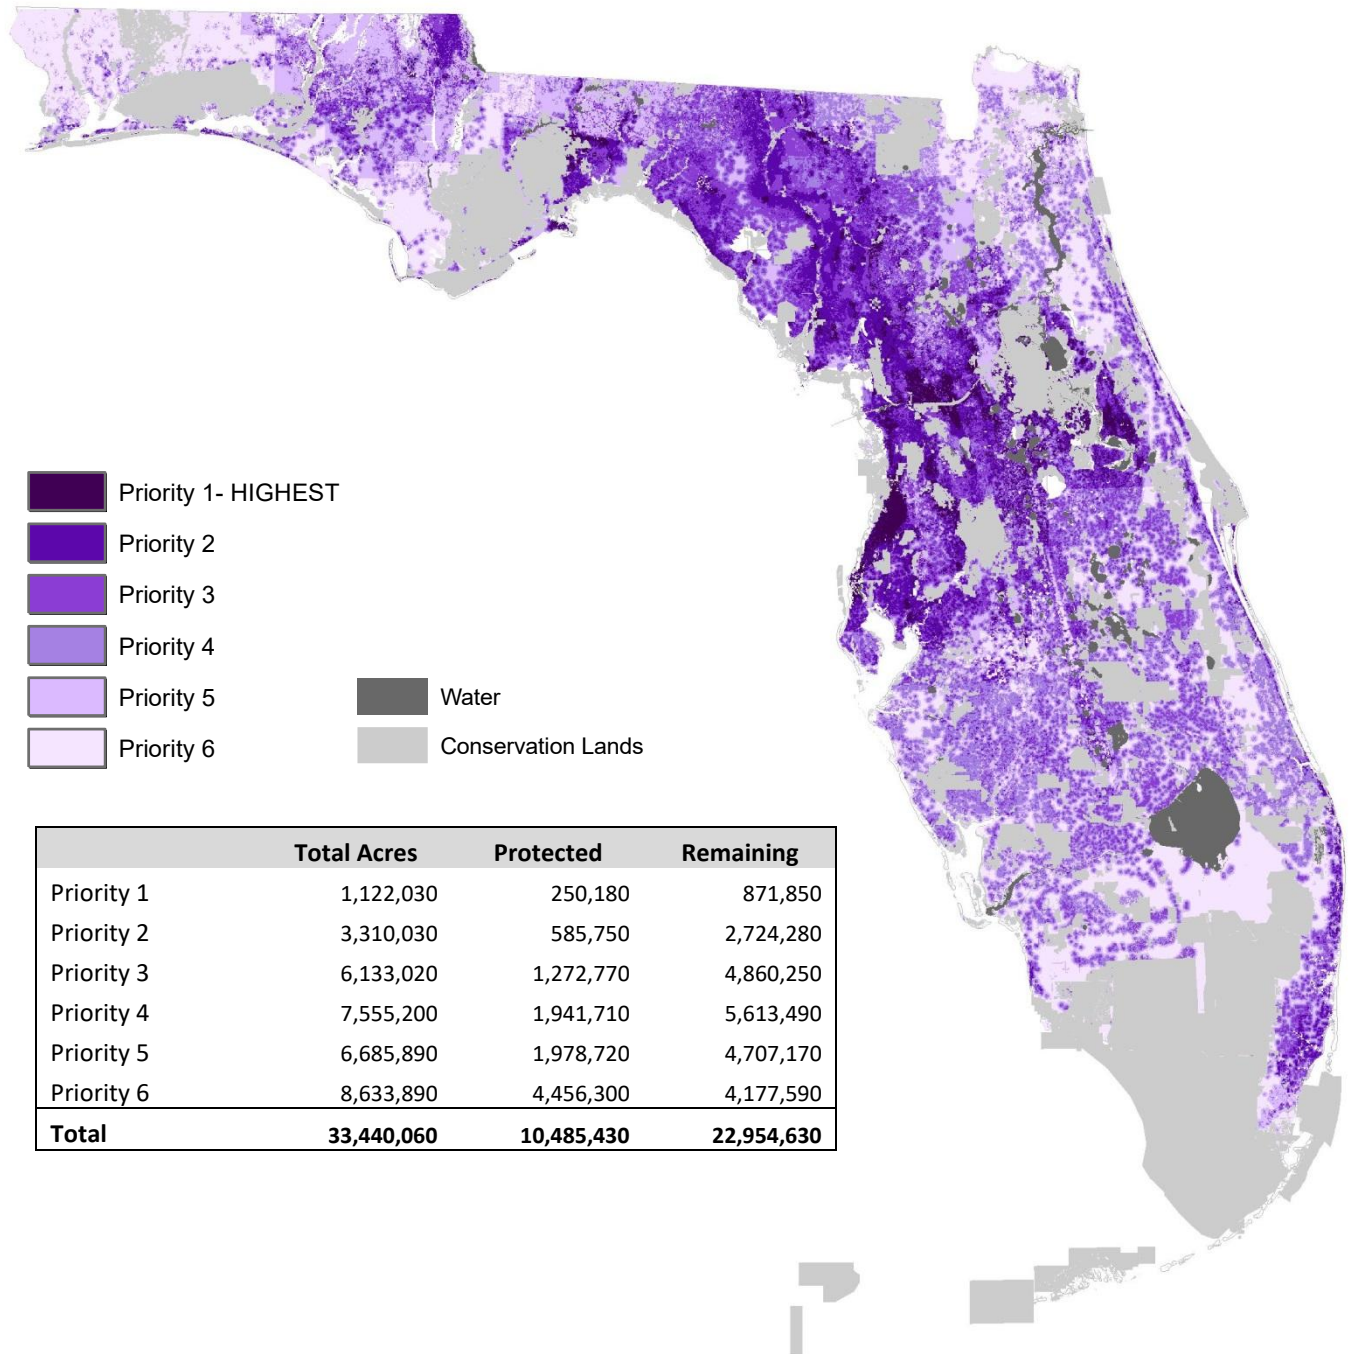 Priority 1- HIGHEST
Priority 2
Priority 3
Priority 4
Priority 5
Priority 6
Water
Conservation Lands
Total Acres Protected Remaining
Priority 1 1,122,030 250,180 871,850
Priority 2 3,310,030 585,750 2,724,280
Priority 3 6,133,020 1,272,770 4,860,250
Priority 4 7,555,200 1,941,710 5,613,490
Priority 5 6,685,890 1,978,720 4,707,170
Priority 6 8,633,890 4,456,300 4,177,590
Total 33,440,060 10,485,430 22,954,630